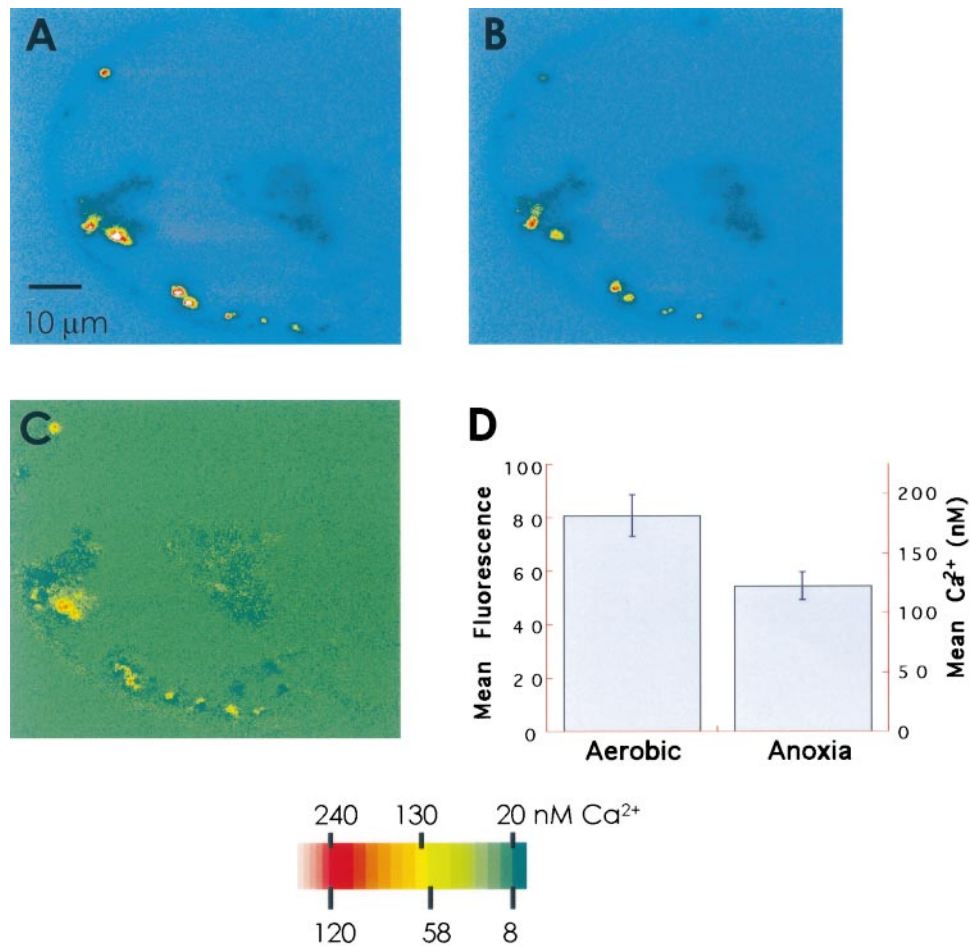 A
B
10 μm
C
D
Mean Fluorescence
100
80
60
40
20
0
Aerobic
Anoxia
200
150
100
50
0
Mean Ca²⁺ (nM)
240 130 20 nM Ca²⁺
120 58 8